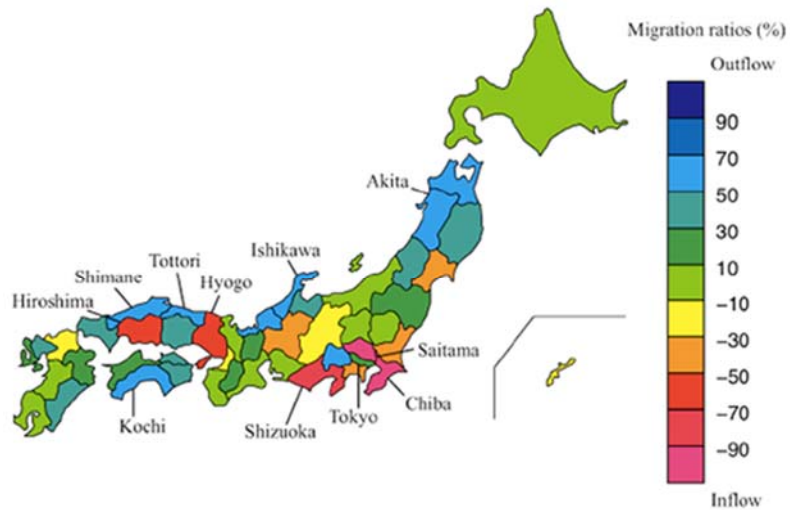 Migration ratios (%)
Outflow
90
70
50
30
10
−10
−30
−50
−70
−90
Inflow
Akita
Ishikawa
Tottori
Shimane
Hyogo
Hiroshima
Saitama
Chiba
Tokyo
Kochi
Shizuoka